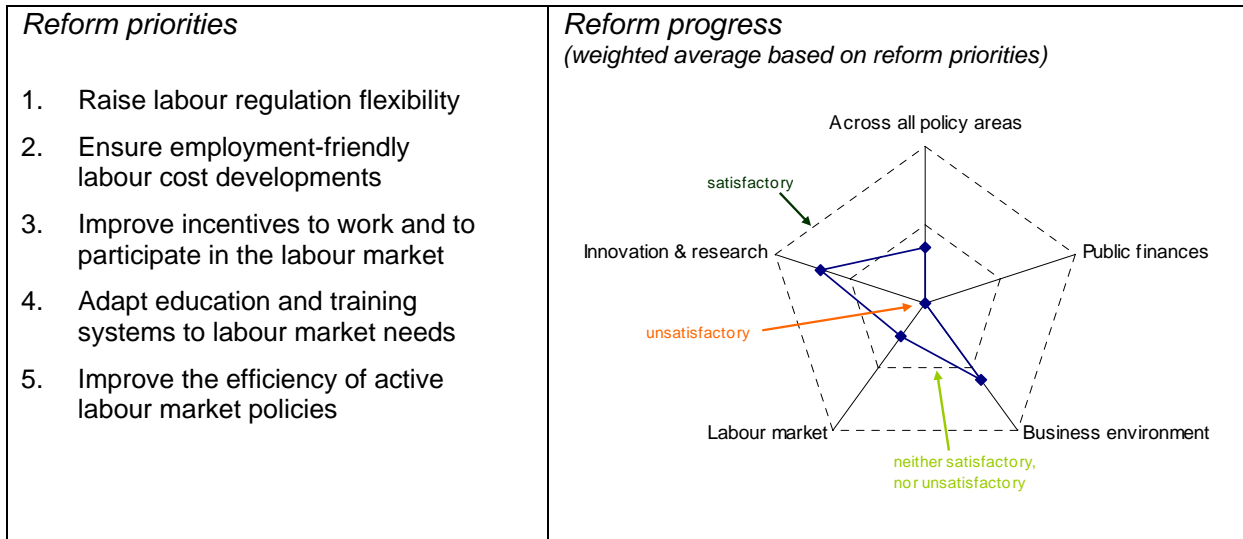 Reform priorities
1. Raise labour regulation flexibility
2. Ensure employment-friendly
labour cost developments
3. Improve incentives to work and to
participate in the labour market
4. Adapt education and training
systems to labour market needs
5. Improve the efficiency of active
labour market policies
Reform progress
(weighted average based on reform priorities)
Across all policy areas
satisfactory
Innovation & research
Public finances
unsatisfactory
Labour market
Business environment
neither satisfactory,
nor unsatisfactory